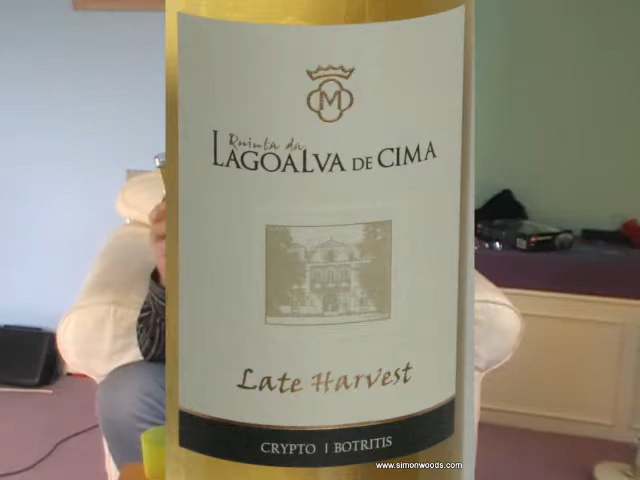 M
Quinta da
LAGOALVA DE CIMA
Late Harvest
CRYPTO | BOTRITIS
www.simonwoods.com